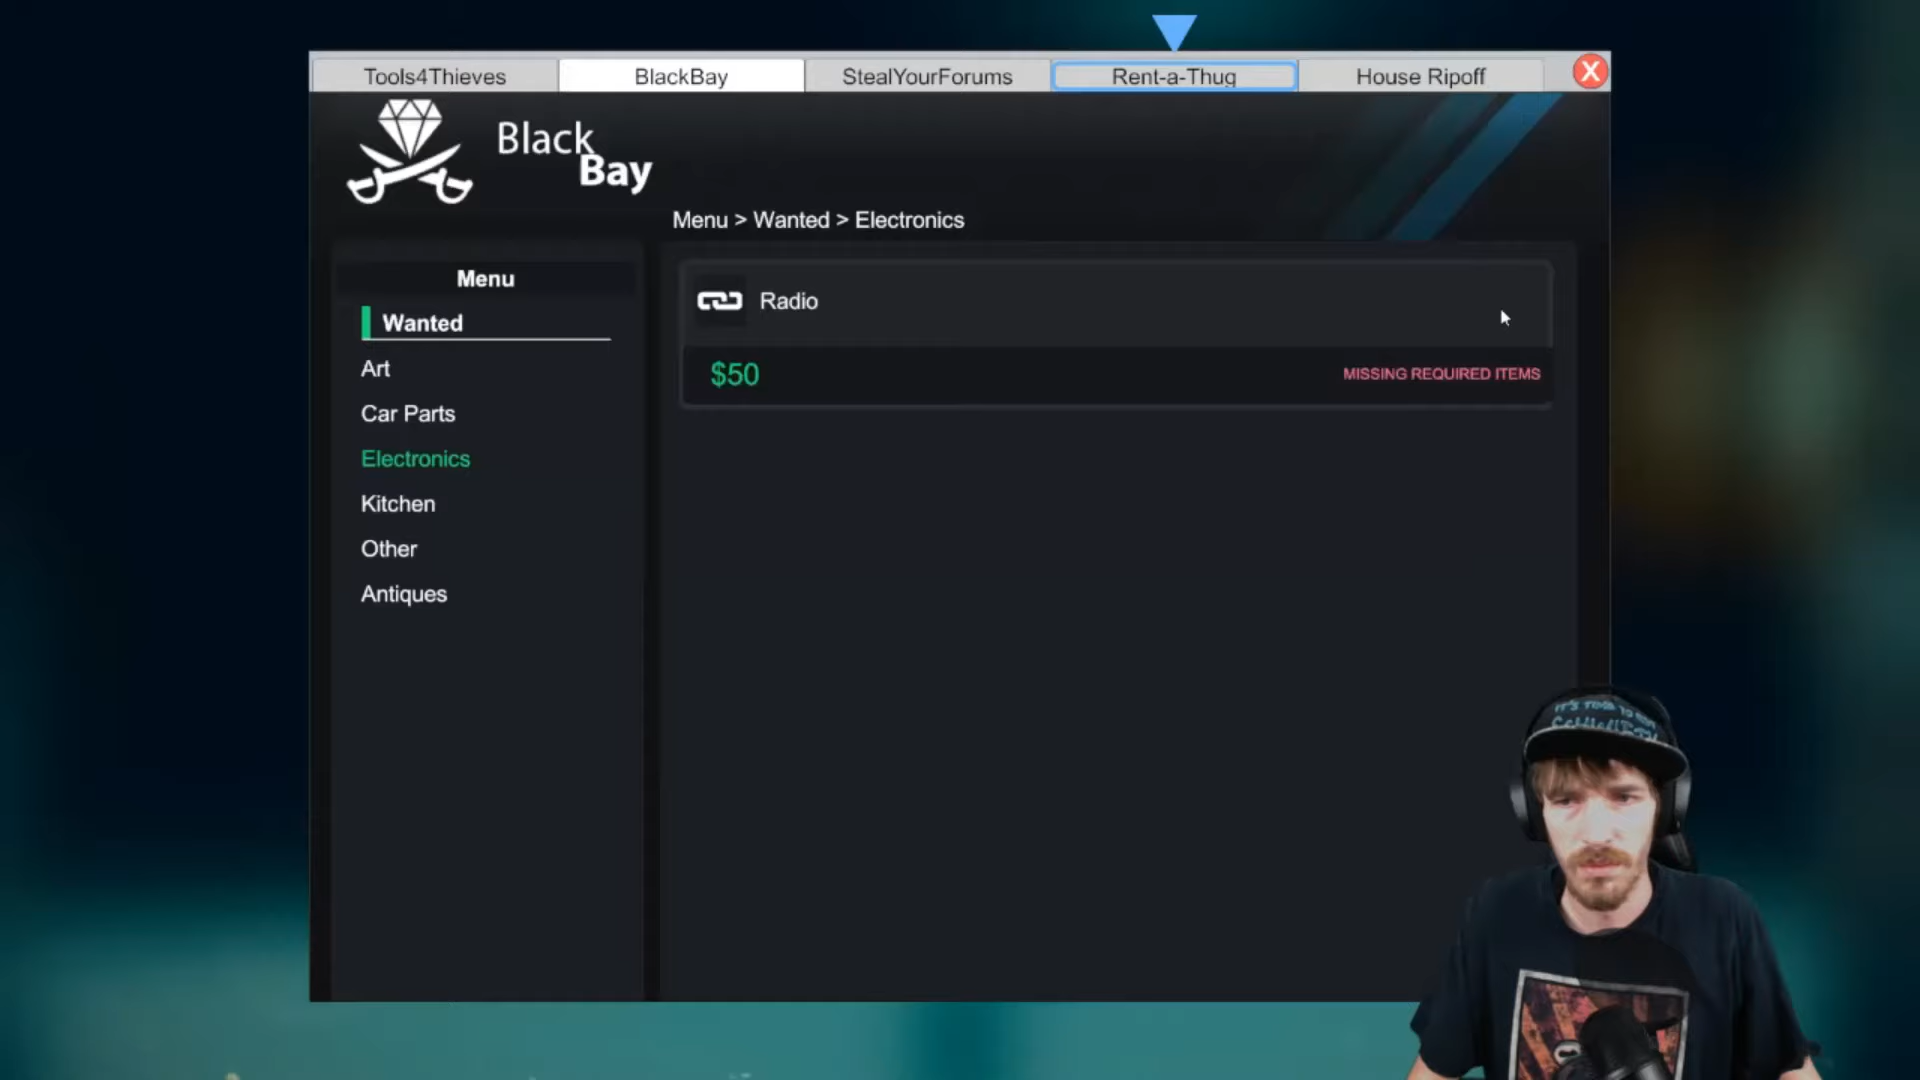 Tools4Thieves
BlackBay
StealYourForums
Rent-a-Thug
House Ripoff
X
Black
Bay
Menu > Wanted > Electronics
Menu
Wanted
Art
Car Parts
Electronics
Kitchen
Other
Antiques
Radio
$50
MISSING REQUIRED ITEMS